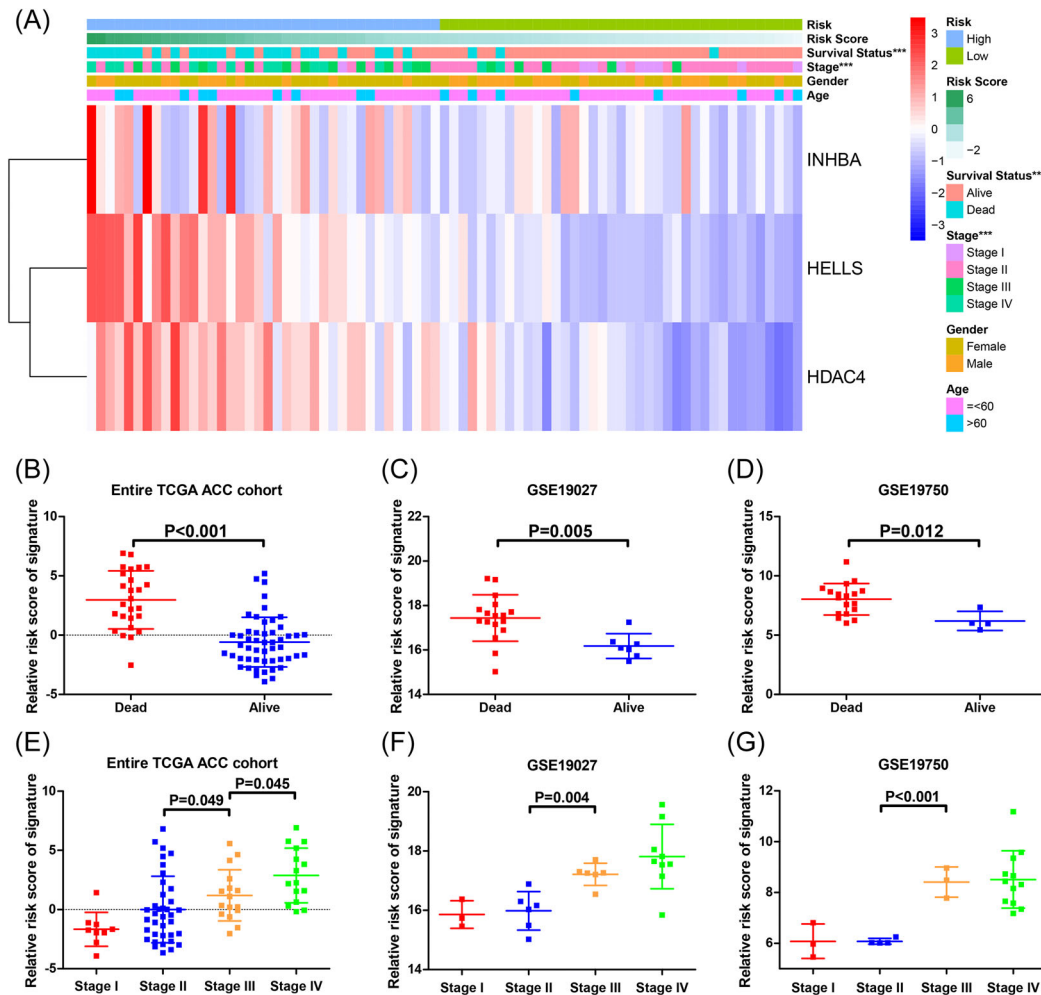 (A)
Risk
Risk Score
Survival Status***
Stage***
Gender
Age
INHBA
HELLS
HDAC4
3
2
1
0
−1
−2
−3
Risk
High
Low
Risk Score
6
−2
Survival Status**
Alive
Dead
Stage***
Stage I
Stage II
Stage III
Stage IV
Gender
Female
Male
Age
=<60
>60
(B)
Entire TCGA ACC cohort
P<0.001
Relative risk score of signature
10
5
0
-5
Dead
Alive
(C)
GSE19027
P=0.005
Relative risk score of signature
22
20
18
16
14
Dead
Alive
(D)
GSE19750
P=0.012
Relative risk score of signature
15
10
5
0
Dead
Alive
(E)
Entire TCGA ACC cohort
P=0.049
P=0.045
Relative risk score of signature
10
5
0
-5
Stage I
Stage II
Stage III
Stage IV
(F)
GSE19027
P=0.004
Relative risk score of signature
20
18
16
14
Stage I
Stage II
Stage III
Stage IV
(G)
GSE19750
P<0.001
Relative risk score of signature
12
10
8
6
Stage I
Stage II
Stage III
Stage IV